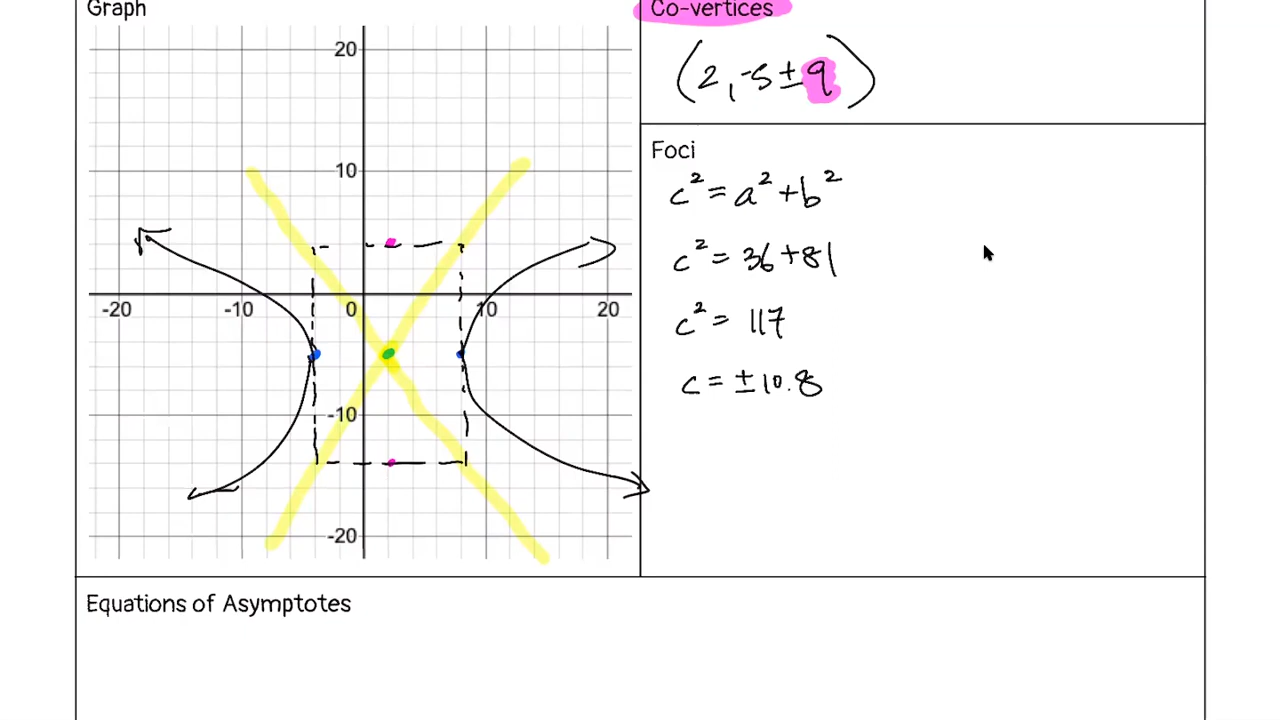 Graph
20
10
-20
-10
0
10
20
-10
-20
Co-vertices
(2, -5 ± 9)
Foci
c² = a² + b²
c² = 36 + 81
c² = 117
c = ±10.8
Equations of Asymptotes